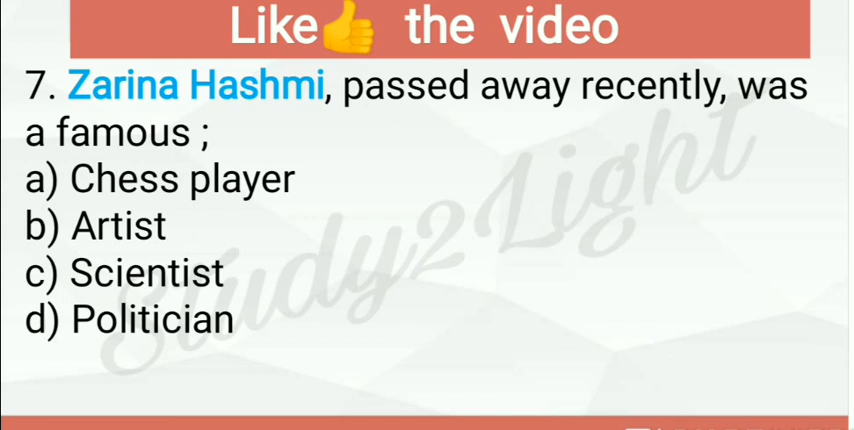 Like👍 the video
7. Zarina Hashmi, passed away recently, was
a famous ;
a) Chess player
b) Artist
c) Scientist
d) Politician
Study2Light